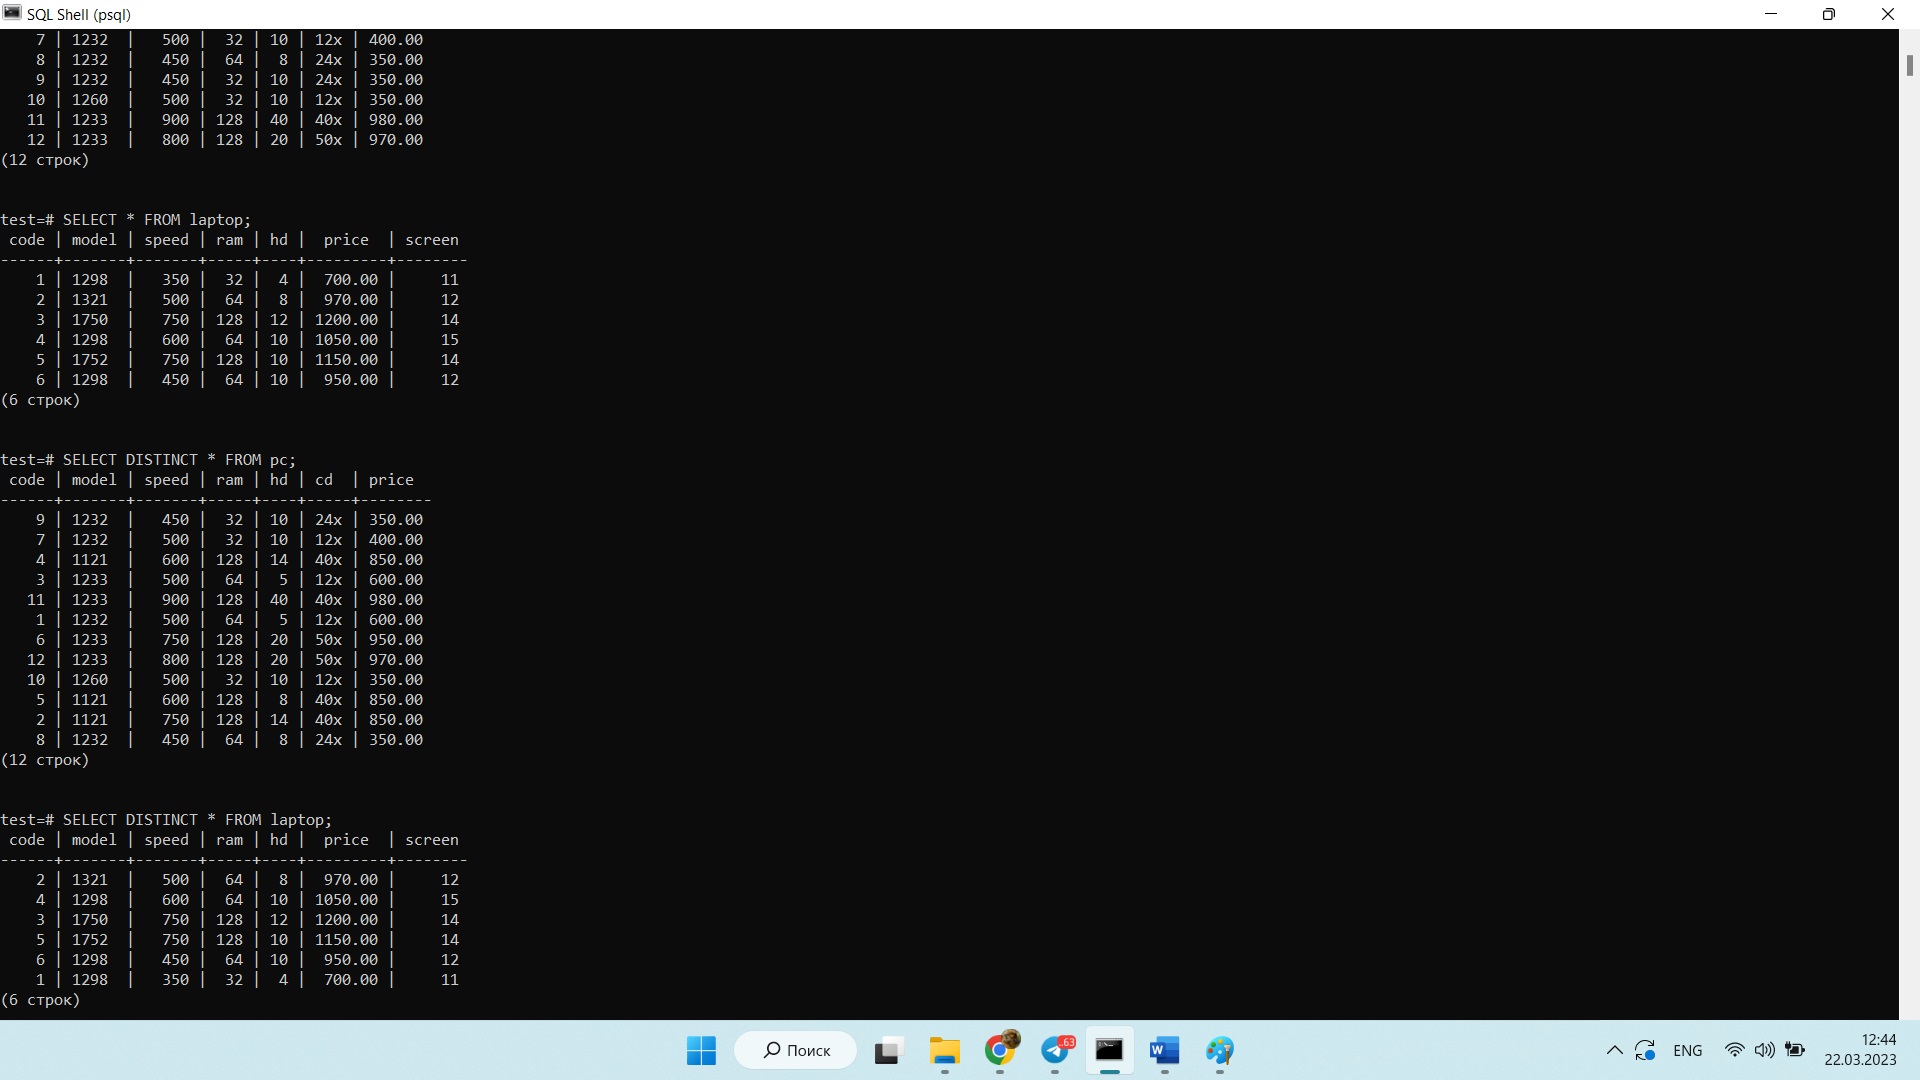 SQL Shell (psql)
    7 | 1232  |   500 |  32 | 10 | 12x | 400.00
    8 | 1232  |   450 |  64 |  8 | 24x | 350.00
    9 | 1232  |   450 |  32 | 10 | 24x | 350.00
   10 | 1260  |   500 |  32 | 10 | 12x | 350.00
   11 | 1233  |   900 | 128 | 40 | 40x | 980.00
   12 | 1233  |   800 | 128 | 20 | 50x | 970.00
(12 строк)
test=# SELECT * FROM laptop;
 code | model | speed | ram | hd |  price  | screen
------+-------+-------+-----+----+---------+--------
    1 | 1298  |   350 |  32 |  4 |  700.00 |     11
    2 | 1321  |   500 |  64 |  8 |  970.00 |     12
    3 | 1750  |   750 | 128 | 12 | 1200.00 |     14
    4 | 1298  |   600 |  64 | 10 | 1050.00 |     15
    5 | 1752  |   750 | 128 | 10 | 1150.00 |     14
    6 | 1298  |   450 |  64 | 10 |  950.00 |     12
(6 строк)
test=# SELECT DISTINCT * FROM pc;
 code | model | speed | ram | hd | cd  | price
------+-------+-------+-----+----+-----+--------
    9 | 1232  |   450 |  32 | 10 | 24x | 350.00
    7 | 1232  |   500 |  32 | 10 | 12x | 400.00
    4 | 1121  |   600 | 128 | 14 | 40x | 850.00
    3 | 1233  |   500 |  64 |  5 | 12x | 600.00
   11 | 1233  |   900 | 128 | 40 | 40x | 980.00
    1 | 1232  |   500 |  64 |  5 | 12x | 600.00
    6 | 1233  |   750 | 128 | 20 | 50x | 950.00
   12 | 1233  |   800 | 128 | 20 | 50x | 970.00
   10 | 1260  |   500 |  32 | 10 | 12x | 350.00
    5 | 1121  |   600 | 128 |  8 | 40x | 850.00
    2 | 1121  |   750 | 128 | 14 | 40x | 850.00
    8 | 1232  |   450 |  64 |  8 | 24x | 350.00
(12 строк)
test=# SELECT DISTINCT * FROM laptop;
 code | model | speed | ram | hd |  price  | screen
------+-------+-------+-----+----+---------+--------
    2 | 1321  |   500 |  64 |  8 |  970.00 |     12
    4 | 1298  |   600 |  64 | 10 | 1050.00 |     15
    3 | 1750  |   750 | 128 | 12 | 1200.00 |     14
    5 | 1752  |   750 | 128 | 10 | 1150.00 |     14
    6 | 1298  |   450 |  64 | 10 |  950.00 |     12
    1 | 1298  |   350 |  32 |  4 |  700.00 |     11
(6 строк)
Поиск
..63
W
ENG
12:44
22.03.2023